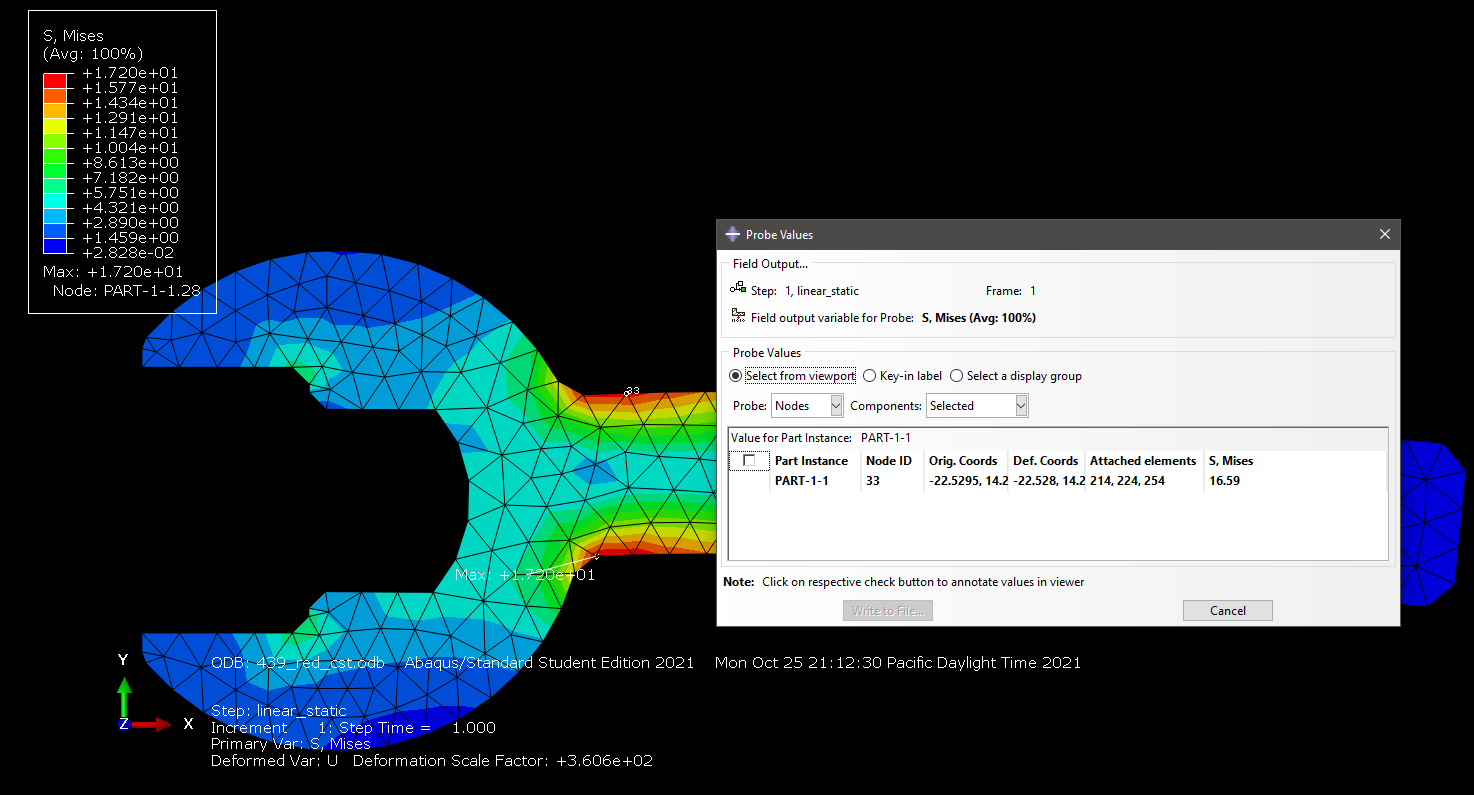 S, Mises
(Avg: 100%)
+1.720e+01
+1.577e+01
+1.434e+01
+1.291e+01
+1.147e+01
+1.004e+01
+8.613e+00
+7.182e+00
+5.751e+00
+4.321e+00
+2.890e+00
+1.459e+00
+2.828e-02
Max: +1.720e+01
Node: PART-1-1.28
33
Max: +1.720e+01
Probe Values
Field Output...
Step: 1, linear_static Frame: 1
Field output variable for Probe: S, Mises (Avg: 100%)
Probe Values
Select from viewport Key-in label Select a display group
Probe: Nodes Components: Selected
Value for Part Instance: PART-1-1
Part Instance Node ID Orig. Coords Def. Coords Attached elements S, Mises
PART-1-1 33 -22.5295, 14.2 -22.528, 14.2 214, 224, 254 16.59
Note: Click on respective check button to annotate values in viewer
Write to File... Cancel
Y
Z X
ODB: 439_red_cst.odb Abaqus/Standard Student Edition 2021 Mon Oct 25 21:12:30 Pacific Daylight Time 2021
Step: linear_static
Increment 1: Step Time = 1.000
Primary Var: S, Mises
Deformed Var: U Deformation Scale Factor: +3.606e+02